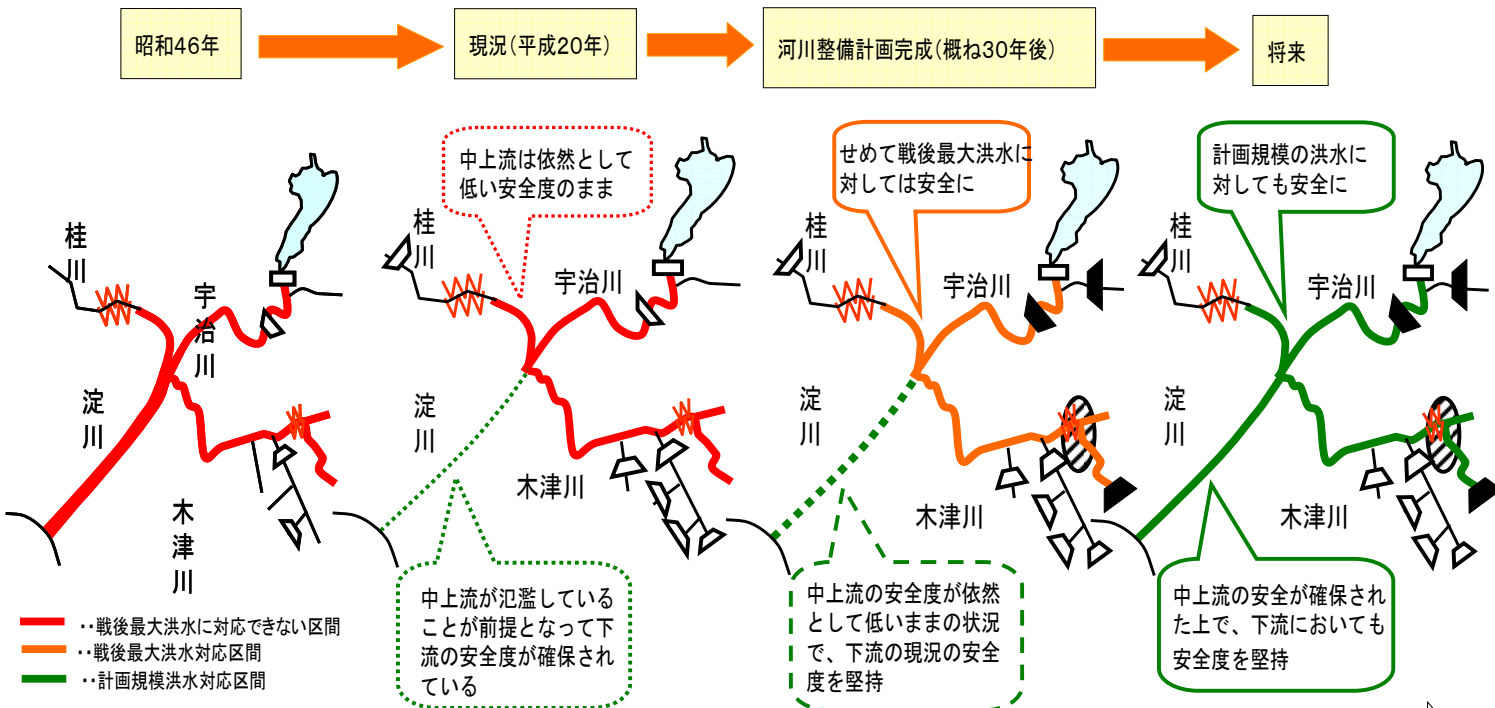 昭和46年
現況(平成20年)
河川整備計画完成(概ね30年後)
将来
桂川
宇治川
淀川
木津川
‥戦後最大洪水に対応できない区間
‥戦後最大洪水対応区間
‥計画規模洪水対応区間
中上流は依然として
低い安全度のまま
桂川
宇治川
淀川
木津川
中上流が氾濫している
ことが前提となって下
流の安全度が確保され
ている
せめて戦後最大洪水に
対しては安全に
桂川
宇治川
淀川
木津川
中上流の安全度が依然
として低いままの状況
で、下流の現況の安全
度を堅持
計画規模の洪水に
対しても安全に
桂川
宇治川
淀川
木津川
中上流の安全が確保され
た上で、下流においても
安全度を堅持